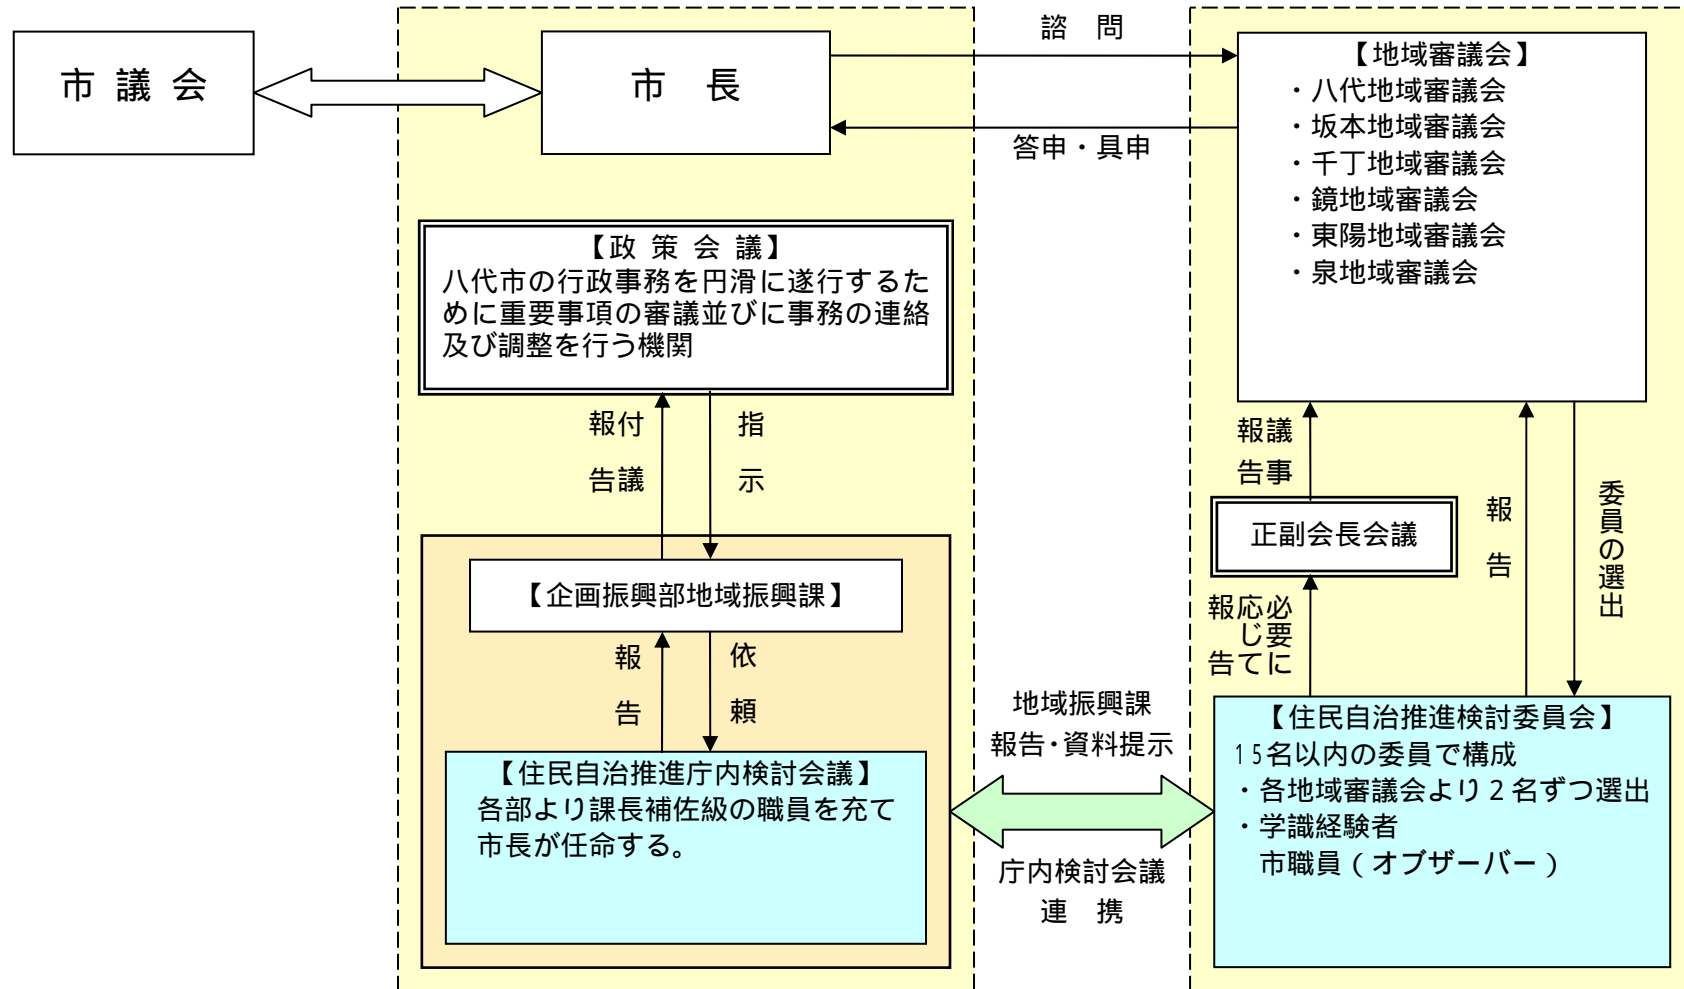 市 議 会
市　長
諮　問
答申・具申
【地域審議会】
・八代地域審議会
・坂本地域審議会
・千丁地域審議会
・鏡地域審議会
・東陽地域審議会
・泉地域審議会
【政 策 会 議】
八代市の行政事務を円滑に遂行するた
めに重要事項の審議並びに事務の連絡
及び調整を行う機関
付議
報告
指示
【企画振興部地域振興課】
報告
依頼
【住民自治推進庁内検討会議】
各部より課長補佐級の職員を充て
市長が任命する。
地域振興課
報告・資料提示
庁内検討会議
連　携
議事
報告
正副会長会議
必要に
応じて
報告
報告
委員の選出
【住民自治推進検討委員会】
15名以内の委員で構成
・各地域審議会より２名ずつ選出
・学識経験者
市職員（オブザーバー）